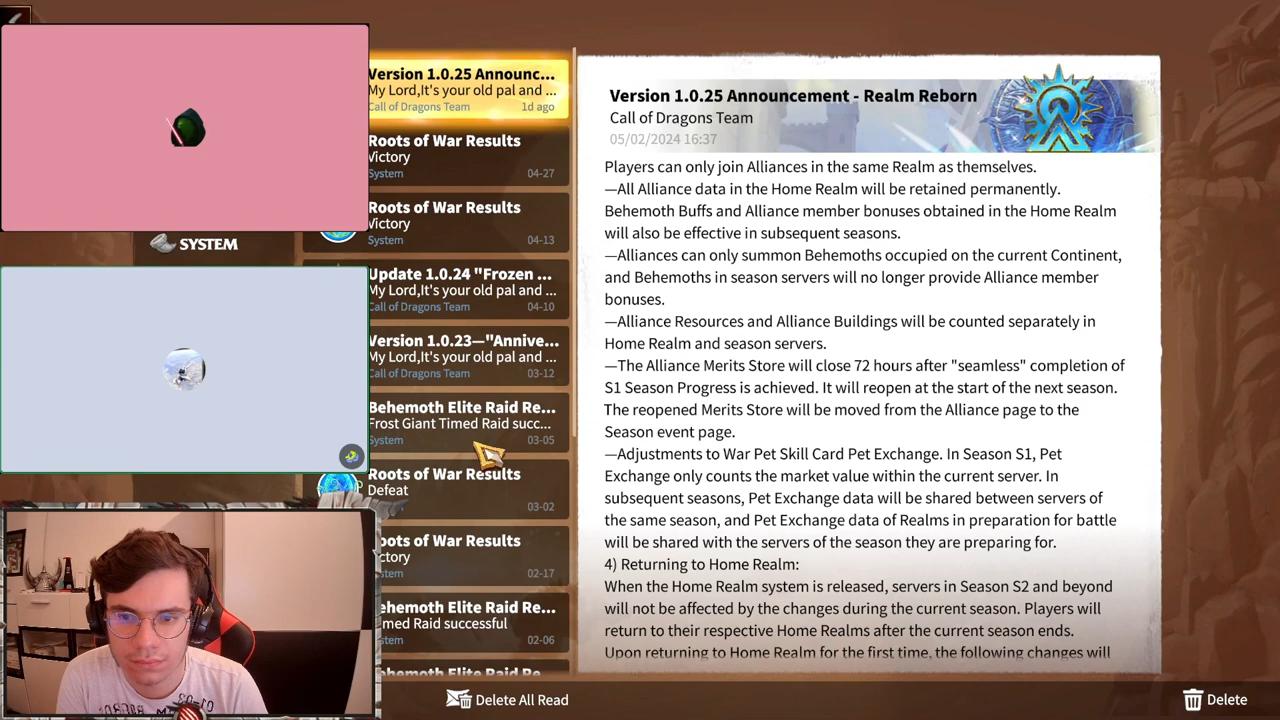 SYSTEM
Version 1.0.25 Announc...
My Lord,It's your old pal and ...
Call of Dragons Team
1d ago
Roots of War Results
Victory
System
04-27
Roots of War Results
Victory
System
04-13
Update 1.0.24 "Frozen ...
My Lord,It's your old pal and ...
Call of Dragons Team
04-10
Version 1.0.23—"Annive...
My Lord,It's your old pal and ...
Call of Dragons Team
03-12
Behemoth Elite Raid Re...
Frost Giant Timed Raid succ...
System
03-05
Roots of War Results
Defeat
03-02
oots of War Results
ictory
stem
02-17
ehemoth Elite Raid Re...
med Raid successful
stem
02-06
ehemoth Elite Raid Re
Delete All Read
Version 1.0.25 Announcement - Realm Reborn
Call of Dragons Team
05/02/2024 16:37
Players can only join Alliances in the same Realm as themselves.
—All Alliance data in the Home Realm will be retained permanently.
Behemoth Buffs and Alliance member bonuses obtained in the Home Realm
will also be effective in subsequent seasons.
—Alliances can only summon Behemoths occupied on the current Continent,
and Behemoths in season servers will no longer provide Alliance member
bonuses.
—Alliance Resources and Alliance Buildings will be counted separately in
Home Realm and season servers.
—The Alliance Merits Store will close 72 hours after "seamless" completion of
S1 Season Progress is achieved. It will reopen at the start of the next season.
The reopened Merits Store will be moved from the Alliance page to the
Season event page.
—Adjustments to War Pet Skill Card Pet Exchange. In Season S1, Pet
Exchange only counts the market value within the current server. In
subsequent seasons, Pet Exchange data will be shared between servers of
the same season, and Pet Exchange data of Realms in preparation for battle
will be shared with the servers of the season they are preparing for.
4) Returning to Home Realm:
When the Home Realm system is released, servers in Season S2 and beyond
will not be affected by the changes during the current season. Players will
return to their respective Home Realms after the current season ends.
Upon returning to Home Realm for the first time, the following changes will
Delete